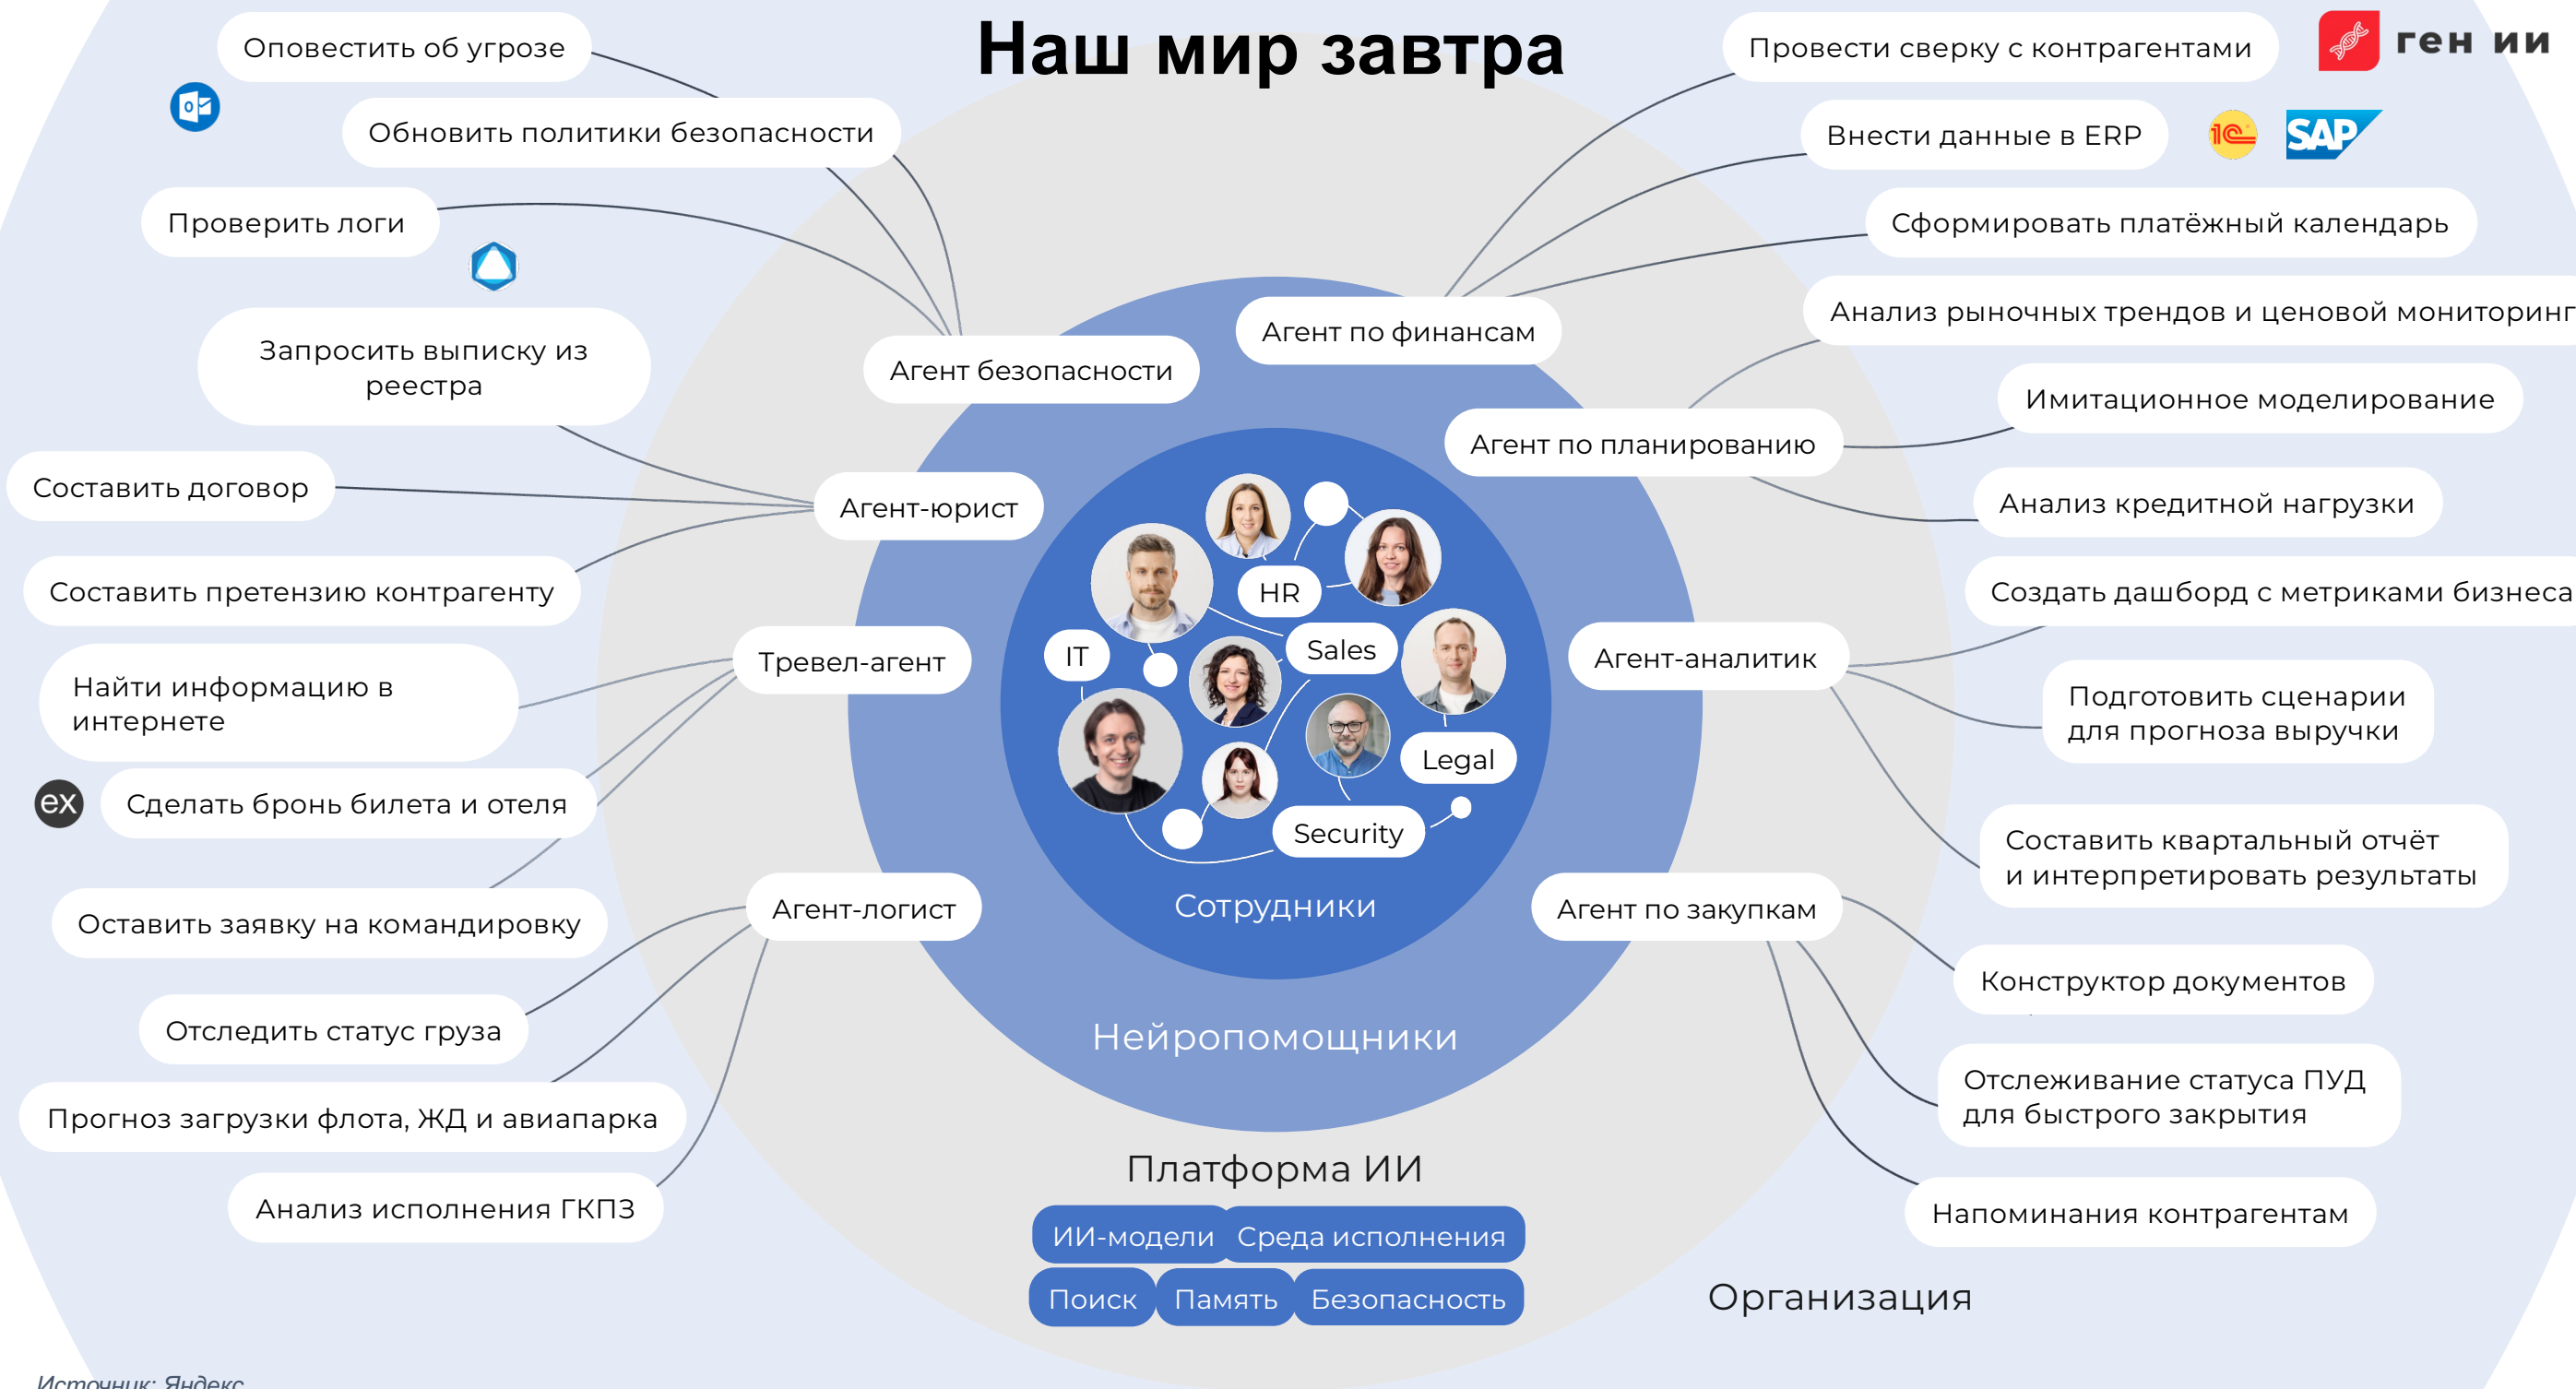 Наш мир завтра
ген ии
Оповестить об угрозе
Обновить политики безопасности
Проверить логи
Запросить выписку из
реестра
Составить договор
Составить претензию контрагенту
Найти информацию в
интернете
ex
Сделать бронь билета и отеля
Оставить заявку на командировку
Отследить статус груза
Прогноз загрузки флота, ЖД и авиапарка
Анализ исполнения ГКПЗ
Агент безопасности
Агент-юрист
Тревел-агент
Агент-логист
HR
IT
Sales
Legal
Security
Сотрудники
Нейропомощники
Платформа ИИ
ИИ-модели
Среда исполнения
Поиск
Память
Безопасность
Агент по финансам
Агент по планированию
Агент-аналитик
Агент по закупкам
Провести сверку с контрагентами
Внести данные в ERP
1С
SAP
Сформировать платёжный календарь
Анализ рыночных трендов и ценовой мониторинг
Имитационное моделирование
Анализ кредитной нагрузки
Создать дашборд с метриками бизнеса
Подготовить сценарии
для прогноза выручки
Составить квартальный отчёт
и интерпретировать результаты
Конструктор документов
Отслеживание статуса ПУД
для быстрого закрытия
Напоминания контрагентам
Организация
Источник: Яндекс